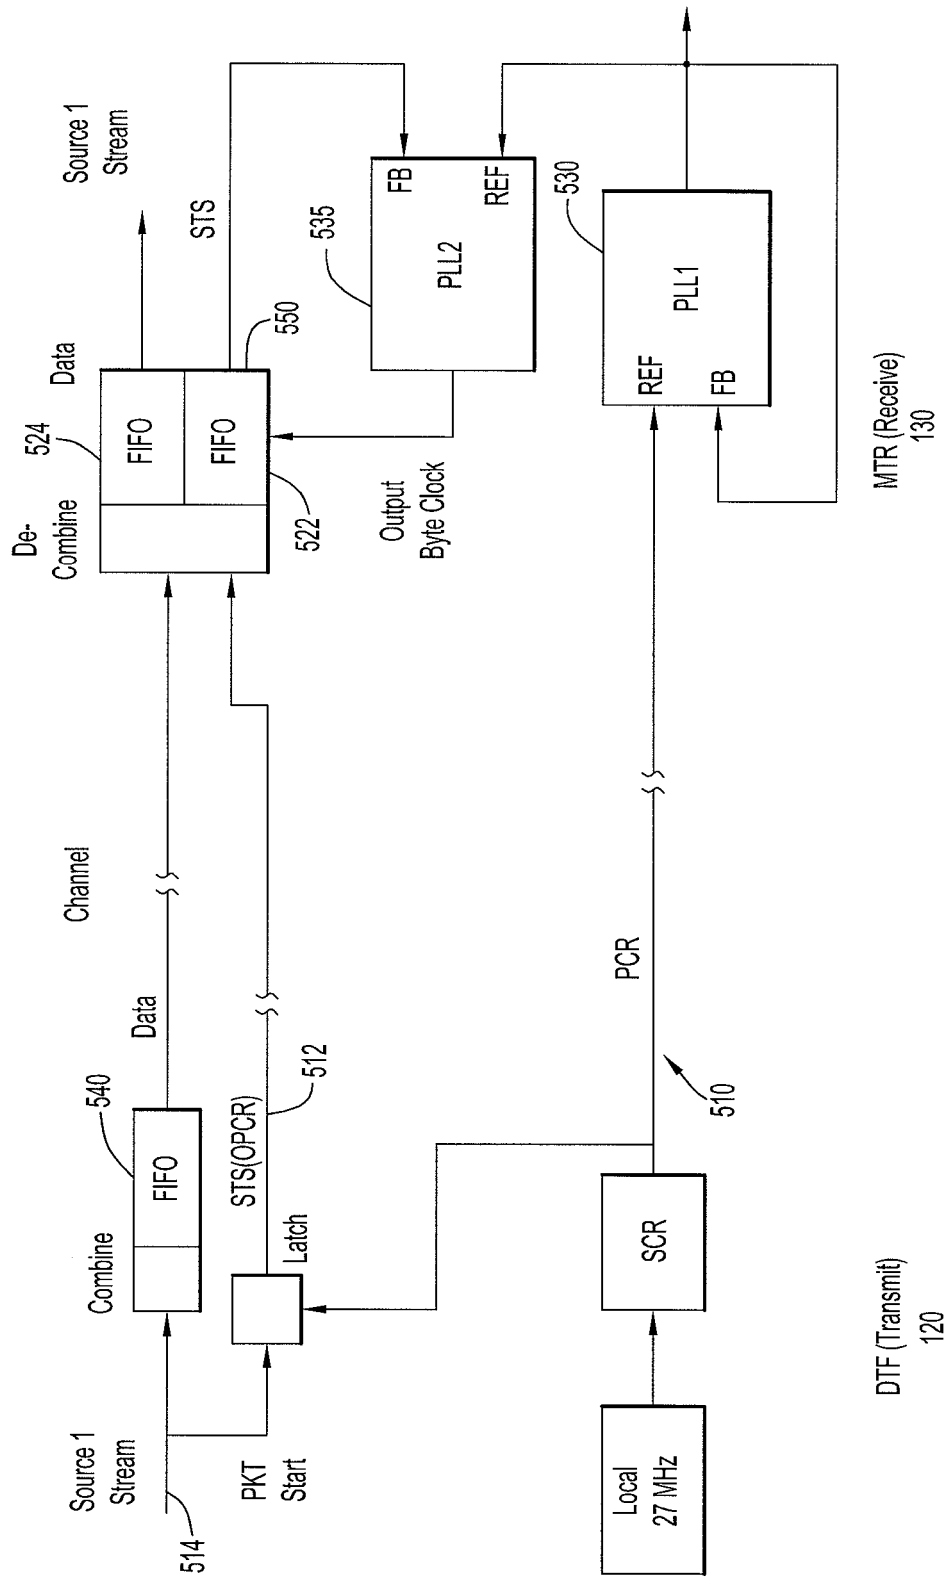 Source 1
Stream
514
PKT
Start
Combine
FIFO
540
Data
Latch
STS(OPCR)
512
Channel
De-
Combine
524
Data
FIFO
FIFO
522
550
Source 1
Stream
STS
Output
Byte Clock
535
FB
PLL2
REF
Local
27 MHz
SCR
510
PCR
REF
FB
PLL1
530
DTF (Transmit)
120
MTR (Receive)
130